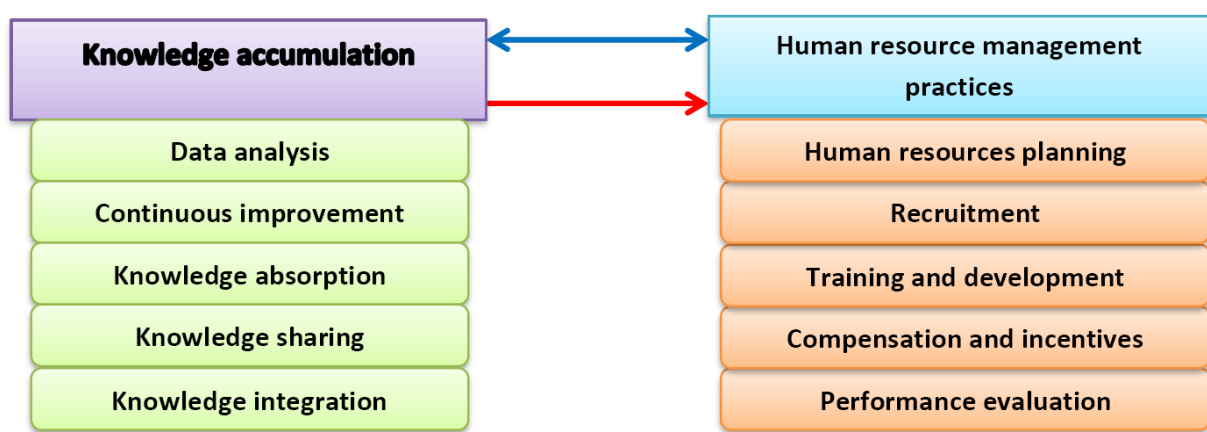 Knowledge accumulation
Human resource management
practices
Data analysis
Continuous improvement
Knowledge absorption
Knowledge sharing
Knowledge integration
Human resources planning
Recruitment
Training and development
Compensation and incentives
Performance evaluation